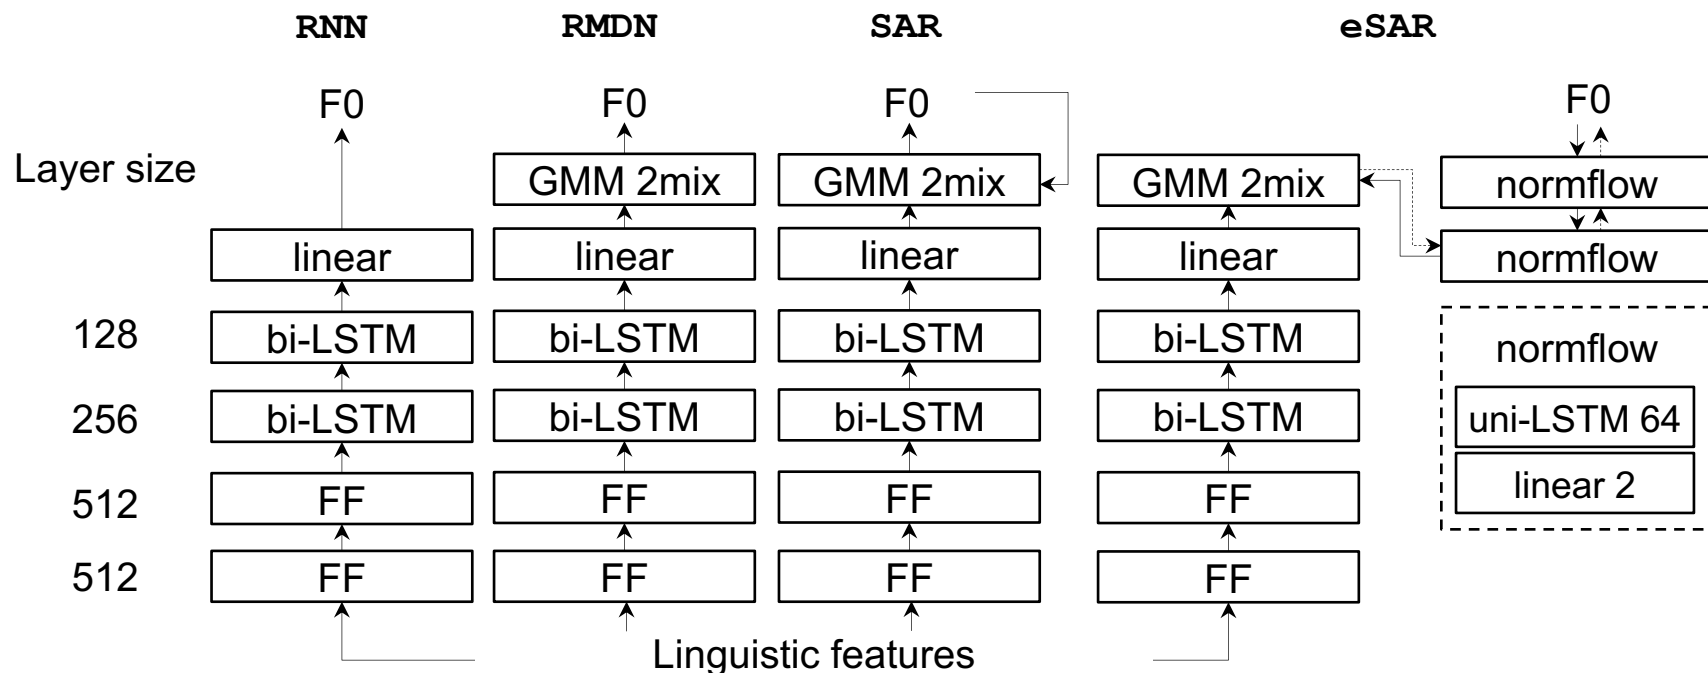 RNN RMDN SAR eSAR
F0 F0 F0 F0
Layer size GMM 2mix GMM 2mix GMM 2mix normflow
linear linear linear linear normflow
128 bi-LSTM bi-LSTM bi-LSTM bi-LSTM normflow
256 bi-LSTM bi-LSTM bi-LSTM bi-LSTM uni-LSTM 64
512 FF FF FF FF linear 2
512 FF FF FF FF
Linguistic features